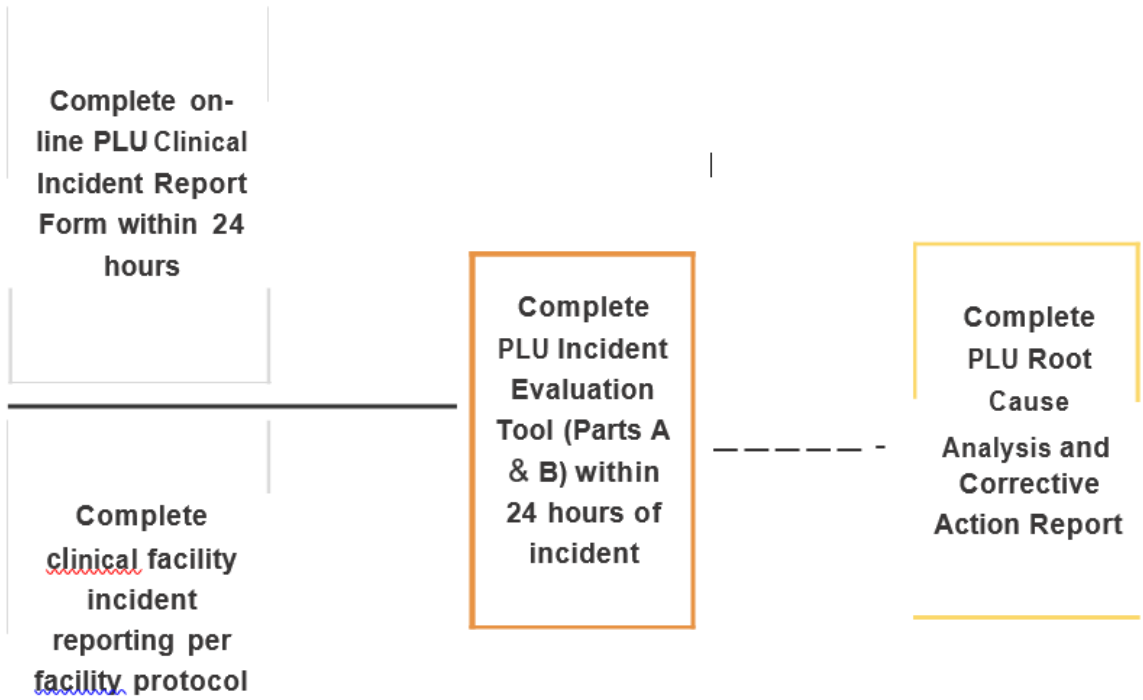 Complete on-
line PLU Clinical
Incident Report
Form within 24
hours
Complete
clinical facility
incident
reporting per
facility protocol
Complete
PLU Incident
Evaluation
Tool (Parts A
& B) within
24 hours of
incident
Complete
PLU Root
Cause
Analysis and
Corrective
Action Report